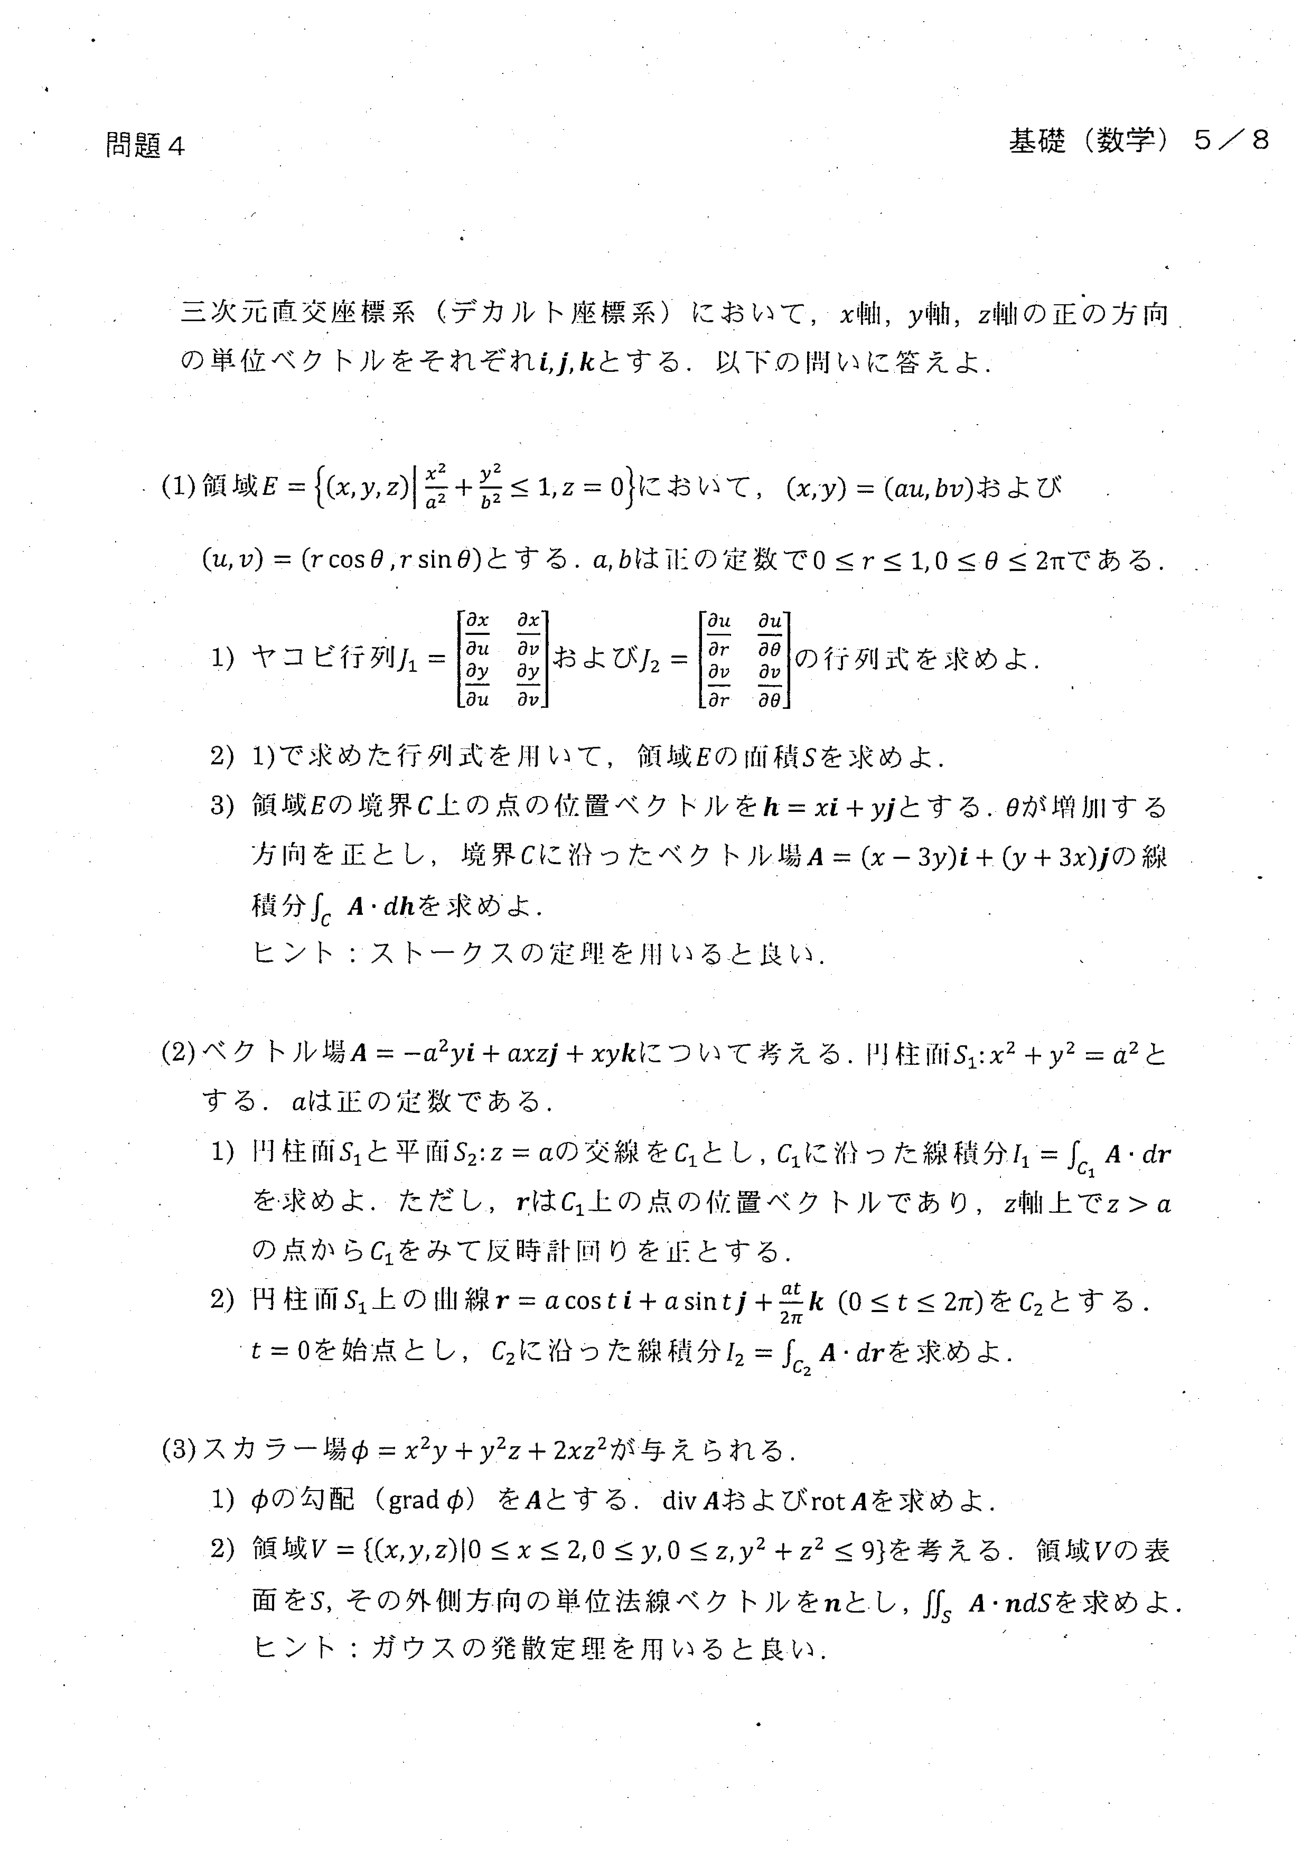 問題4
基礎（数学）５／８
三次元直交座標系（デカルト座標系）において，x軸，y軸，z軸の正の方向
の単位ベクトルをそれぞれi,j,kとする．以下の問いに答えよ．
(1)領域E = {(x,y,z)| x²/a² + y²/b² ≤ 1, z = 0}において，(x,y) = (au,bv)および
(u,v) = (r cos θ, r sin θ)とする．a,bは正の定数で0 ≤ r ≤ 1,0 ≤ θ ≤ 2πである．
1) ヤコビ行列J₁ = [∂x/∂u ∂x/∂v; ∂y/∂u ∂y/∂v]およびJ₂ = [∂u/∂r ∂u/∂θ; ∂v/∂r ∂v/∂θ]の行列式を求めよ．
2) 1)で求めた行列式を用いて，領域Eの面積Sを求めよ．
3) 領域Eの境界C上の点の位置ベクトルをh = xi + yjとする．θが増加する
方向を正とし，境界Cに沿ったベクトル場A = (x − 3y)i + (y + 3x)jの線
積分∫_C A・dhを求めよ．
ヒント：ストークスの定理を用いると良い．
(2)ベクトル場A = −a²yi + axzj + xykについて考える．円柱面S₁: x² + y² = a²と
する．aは正の定数である．
1) 円柱面S₁と平面S₂: z = aの交線をC₁とし，C₁に沿った線積分I₁ = ∫_C₁ A・dr
を求めよ．ただし，rはC₁上の点の位置ベクトルであり，z軸上でz > a
の点からC₁をみて反時計回りを正とする．
2) 円柱面S₁上の曲線r = a cos t i + a sin t j + at/2π k (0 ≤ t ≤ 2π)をC₂とする．
t = 0を始点とし，C₂に沿った線積分I₂ = ∫_C₂ A・drを求めよ．
(3)スカラー場ϕ = x²y + y²z + 2xz²が与えられる．
1) ϕの勾配（grad ϕ）をAとする．div Aおよびrot Aを求めよ．
2) 領域V = {(x,y,z)|0 ≤ x ≤ 2,0 ≤ y,0 ≤ z,y² + z² ≤ 9}を考える．領域Vの表
面をS, その外側方向の単位法線ベクトルをnとし，∬_S A・ndSを求めよ．
ヒント：ガウスの発散定理を用いると良い．